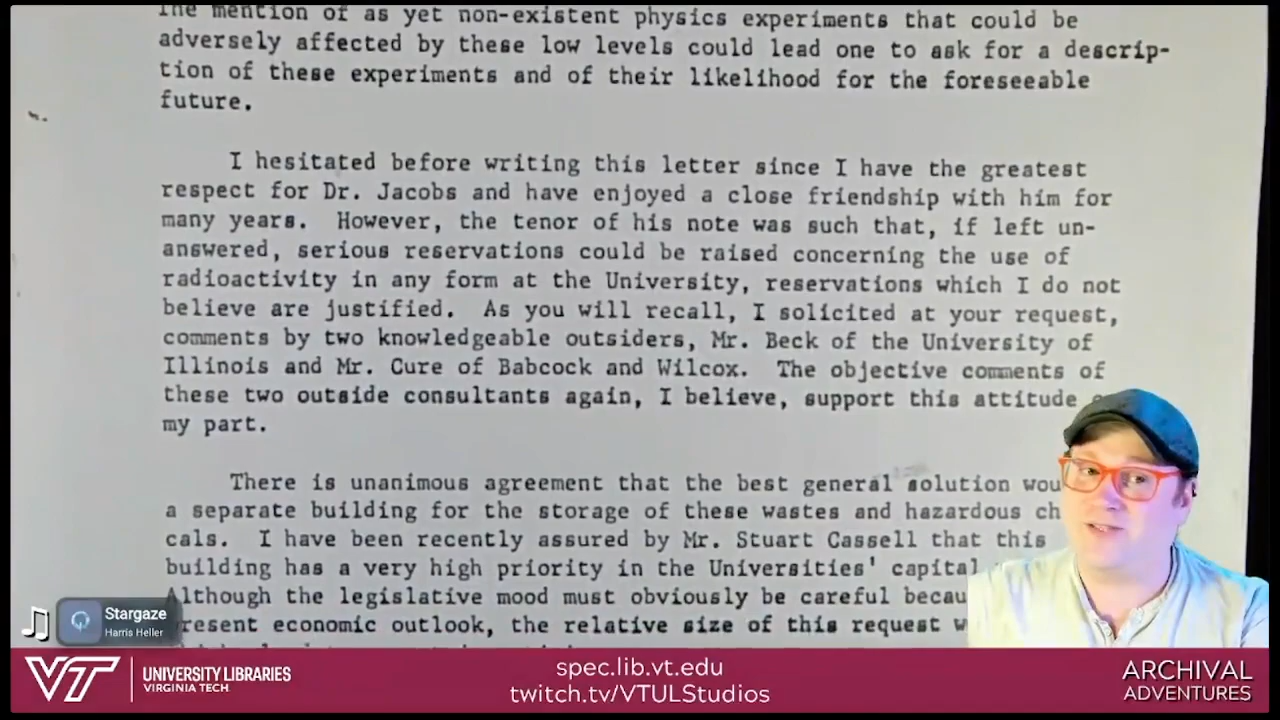 The mention of as yet non-existent physics experiments that could be
adversely affected by these low levels could lead one to ask for a descrip-
tion of these experiments and of their likelihood for the foreseeable
future.
I hesitated before writing this letter since I have the greatest
respect for Dr. Jacobs and have enjoyed a close friendship with him for
many years. However, the tenor of his note was such that, if left un-
answered, serious reservations could be raised concerning the use of
radioactivity in any form at the University, reservations which I do not
believe are justified. As you will recall, I solicited at your request,
comments by two knowledgeable outsiders, Mr. Beck of the University of
Illinois and Mr. Cure of Babcock and Wilcox. The objective comments of
these two outside consultants again, I believe, support this attitude
my part.
There is unanimous agreement that the best general solution
a separate building for the storage of these wastes and hazardous
cals. I have been recently assured by Mr. Stuart Cassell that this
building has a very high priority in the Universities' capital
Although the legislative mood must obviously be careful
present economic outlook, the relative size of this request
Stargaze
Harris Heller
VT
UNIVERSITY LIBRARIES
VIRGINIA TECH.
spec.lib.vt.edu
twitch.tv/VTULStudios
ARCHIVAL
ADVENTURES